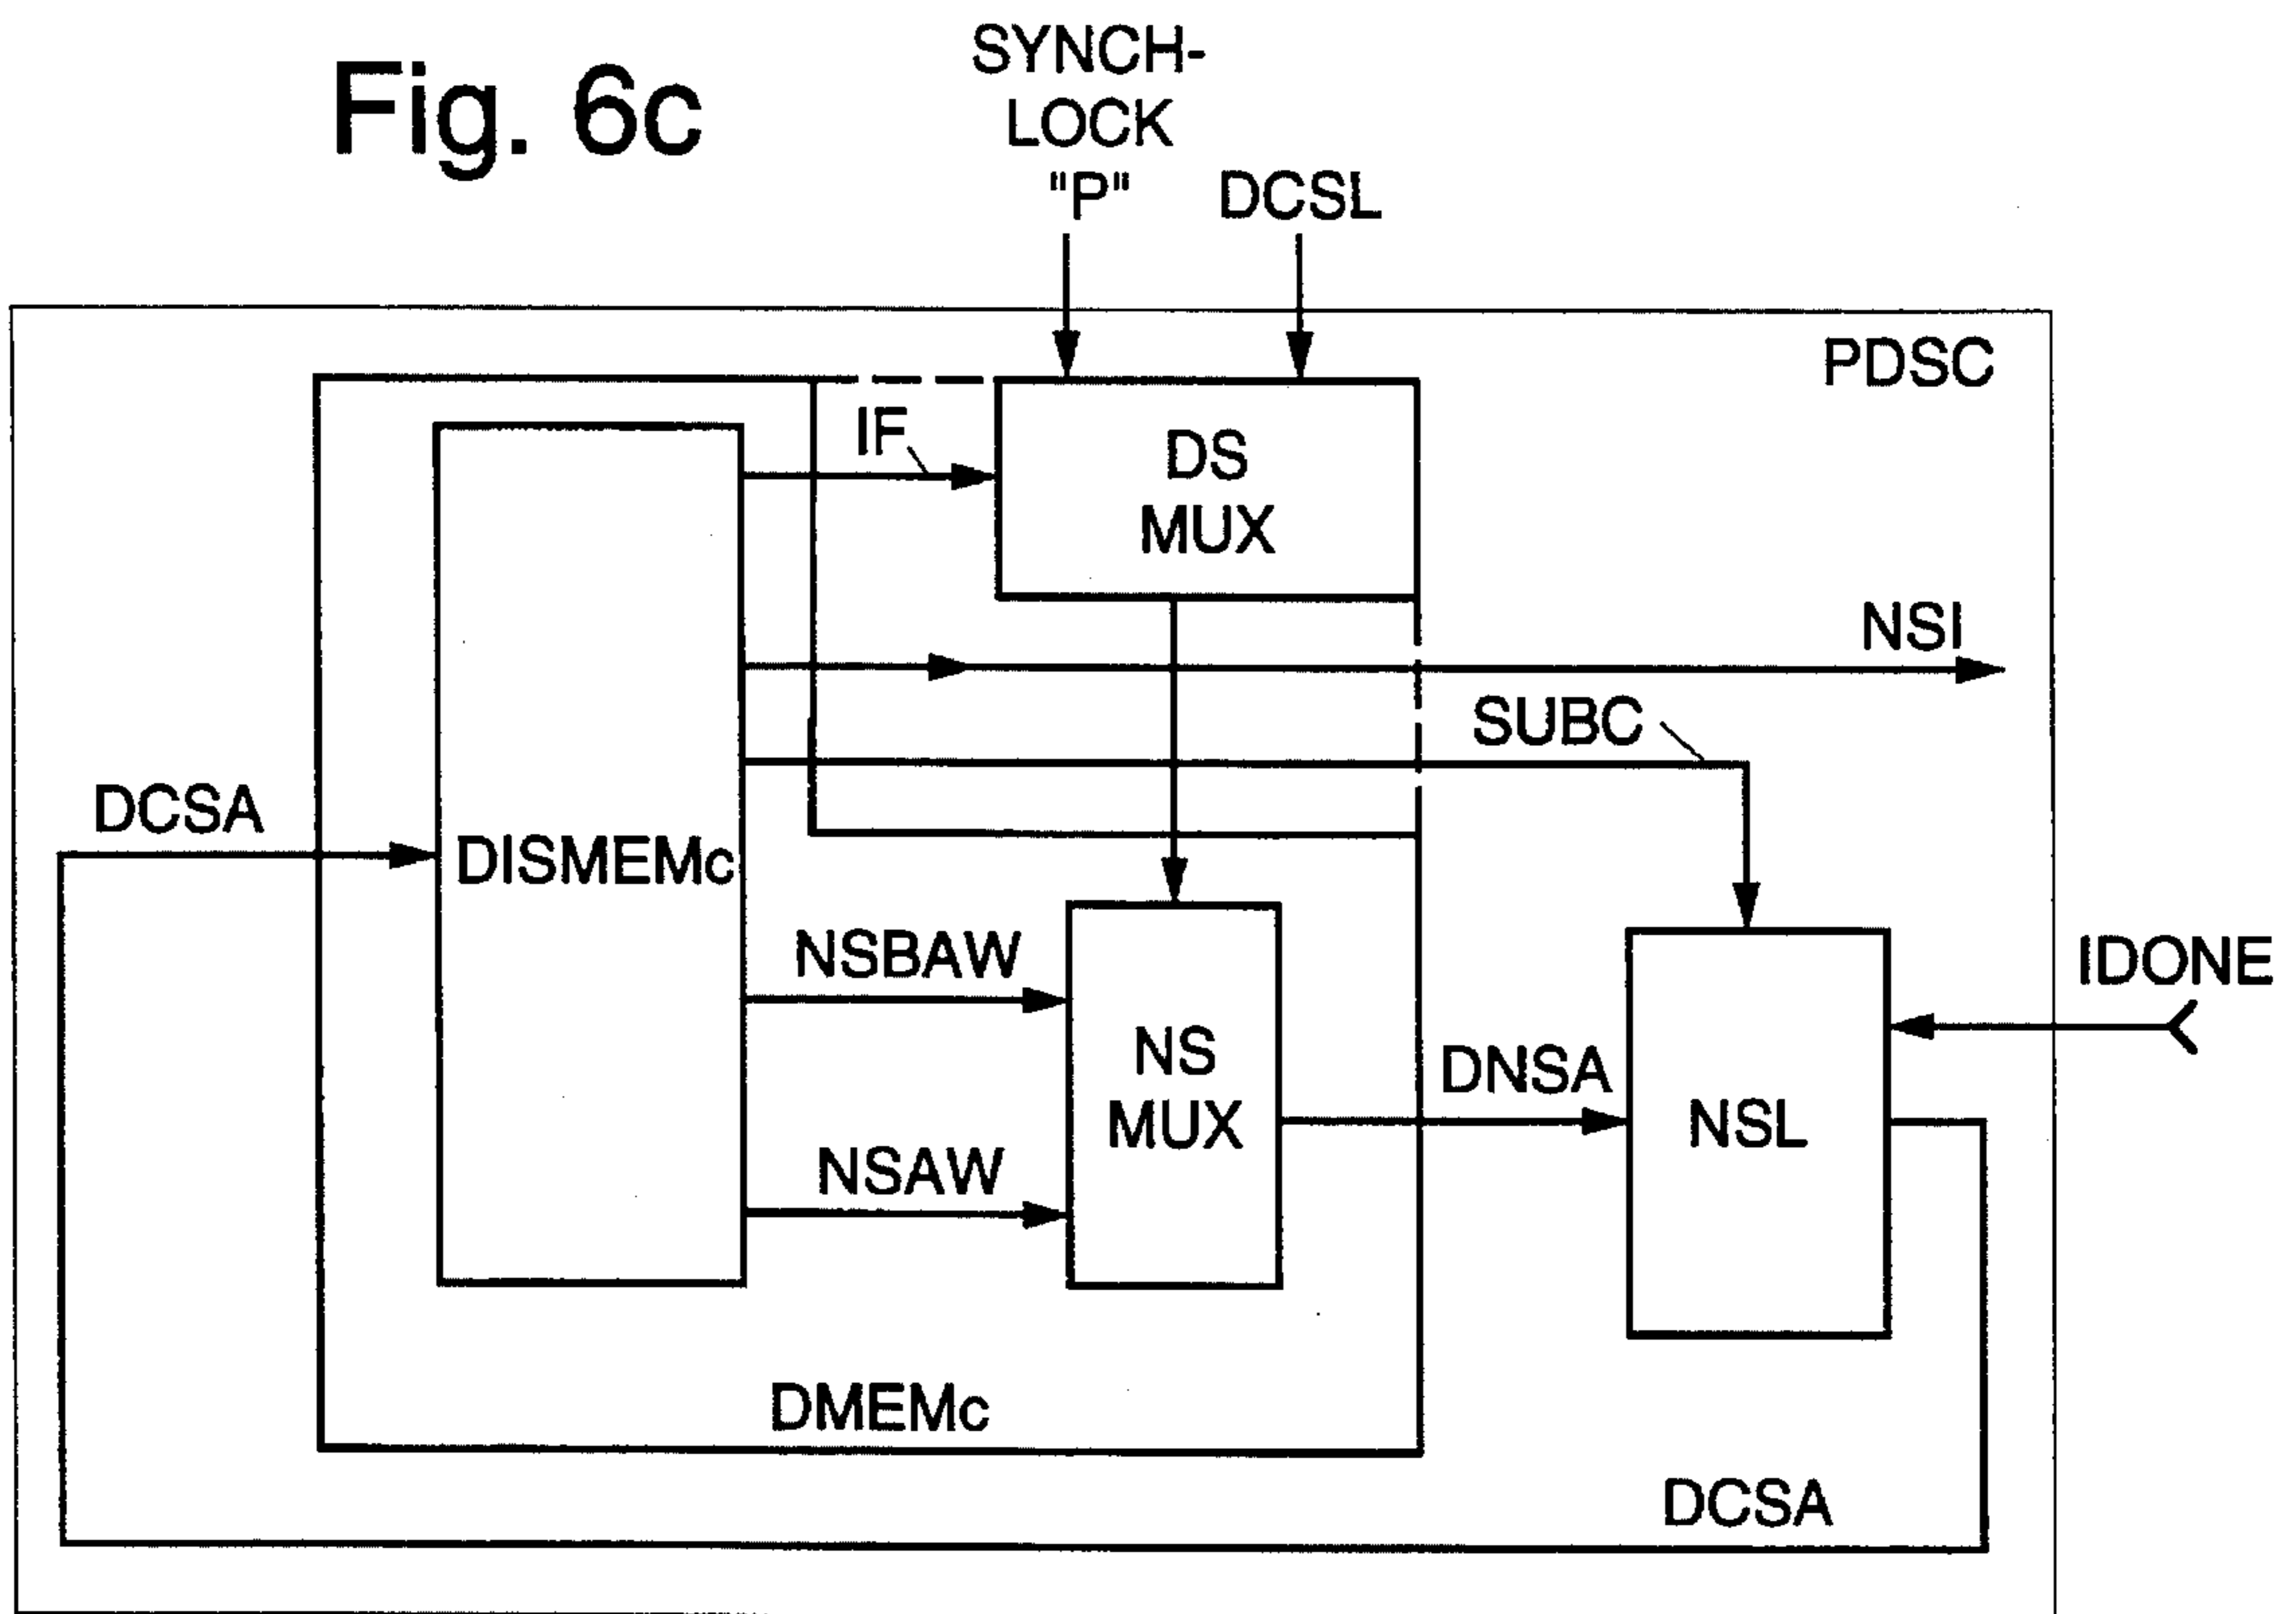 Fig. 6c
SYNCH-
LOCK
"P"
DCSL
PDSC
IF
DS
MUX
NSI
SUBC
DCSA
DISMEMc
NSBAW
IDONE
NS
MUX
DNSA
NSL
NSAW
DMEMc
DCSA